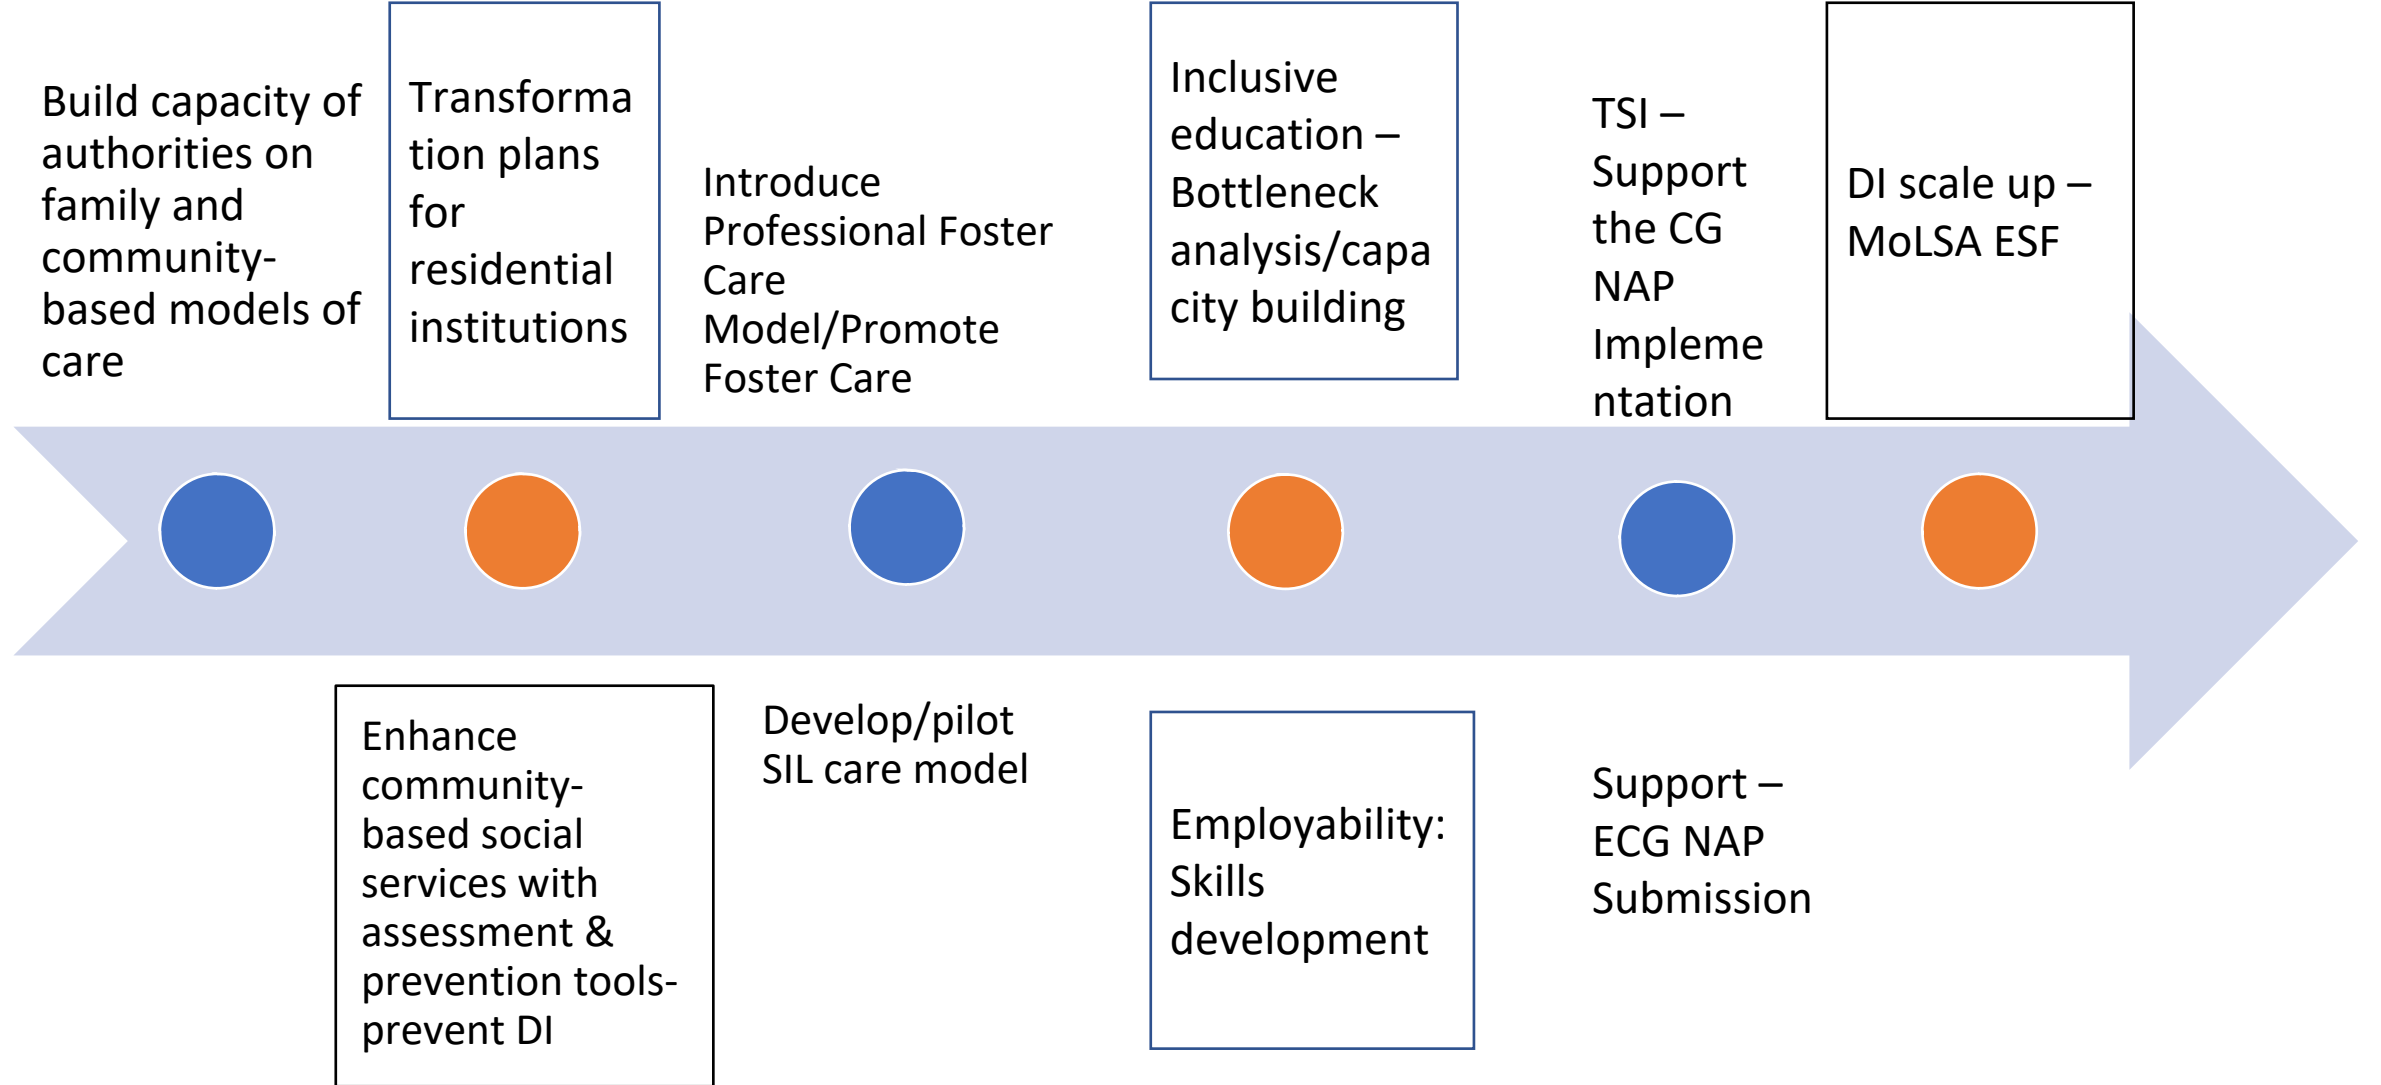 Build capacity of
authorities on
family and
community-
based models of
care
Transforma
tion plans
for
residential
institutions
Introduce
Professional Foster
Care
Model/Promote
Foster Care
Inclusive
education –
Bottleneck
analysis/capa
city building
TSI –
Support
the CG
NAP
Impleme
ntation
DI scale up –
MoLSA ESF
Enhance
community-
based social
services with
assessment &
prevention tools-
prevent DI
Develop/pilot
SIL care model
Employability:
Skills
development
Support –
ECG NAP
Submission